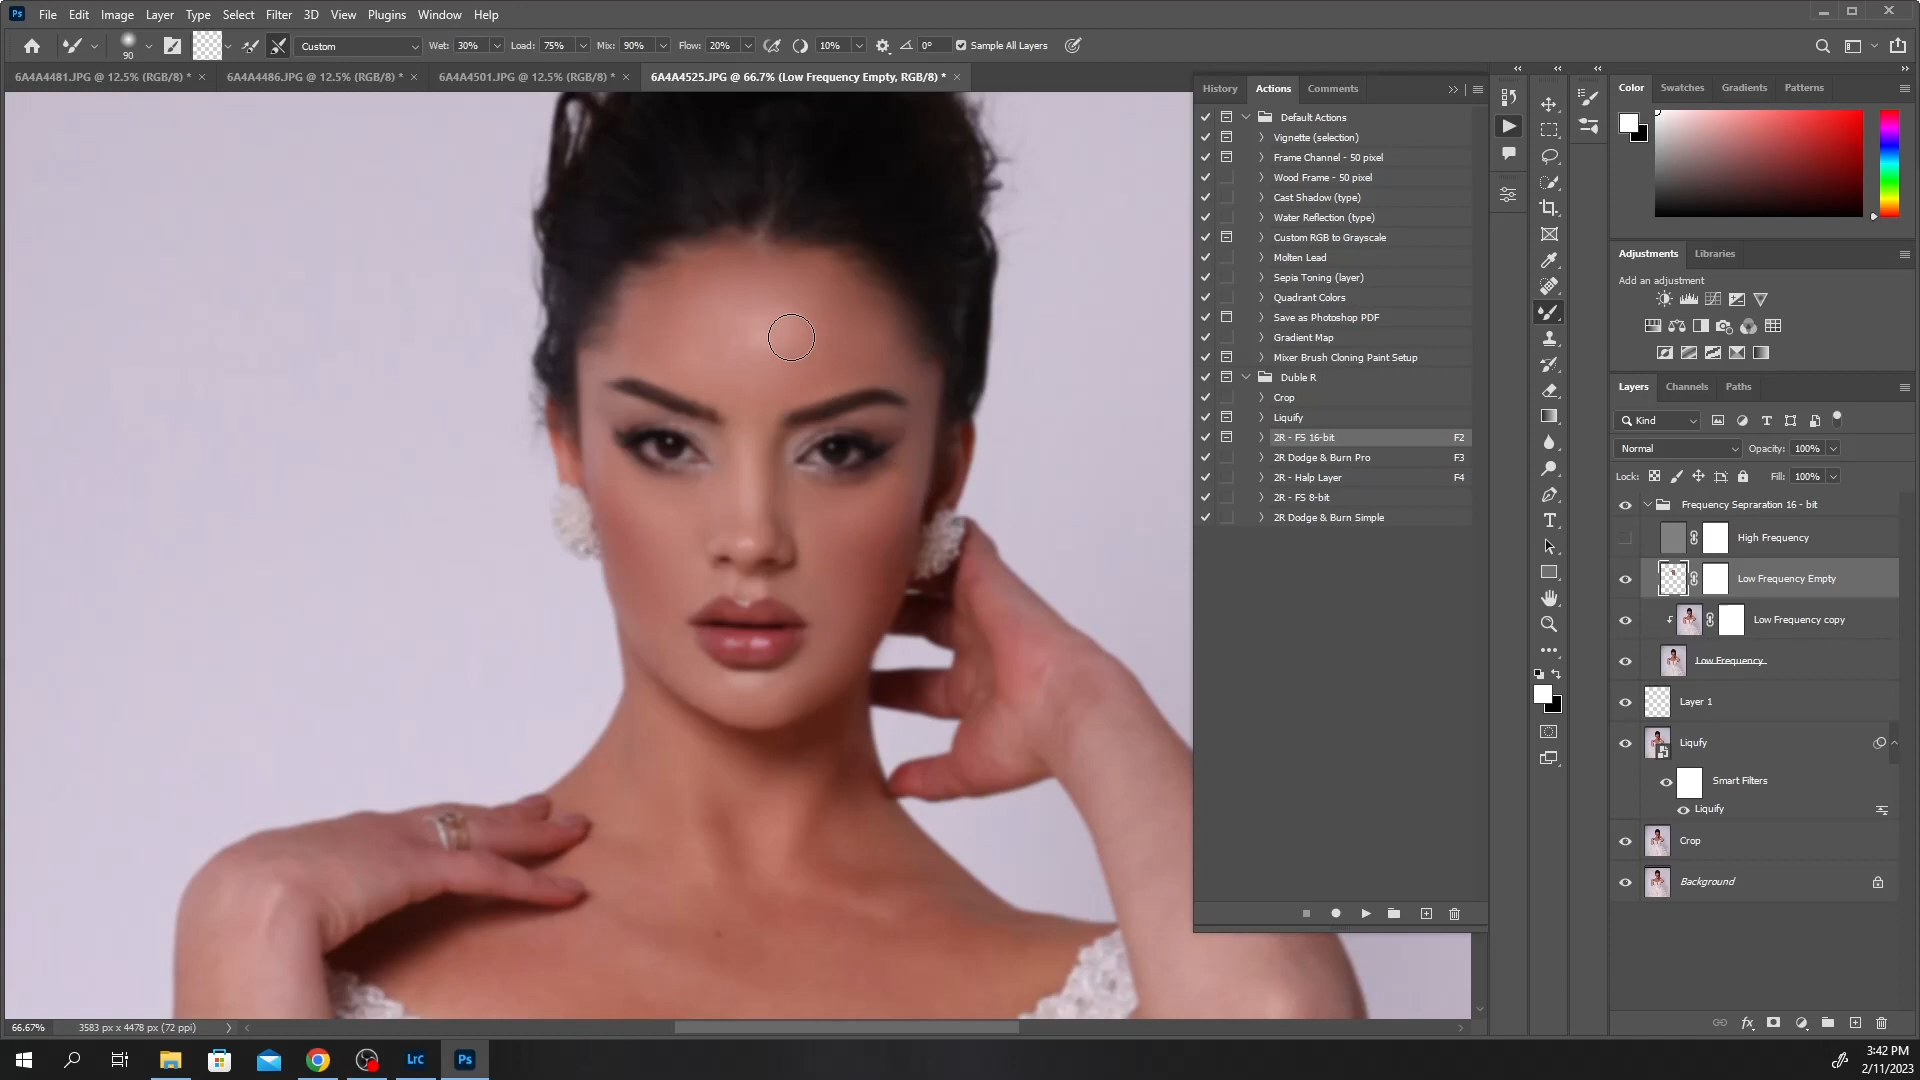 Ps File Edit Image Layer Type Select Filter 3D View Plugins Window Help
90 Custom Wet: 30% Load: 75% Mix: 90% Flow: 20% 10% 0° Sample All Layers
6A4A4481.JPG @ 12.5% (RGB/8) * 6A4A4486.JPG @ 12.5% (RGB/8) * 6A4A4501.JPG @ 12.5% (RGB/8) * 6A4A4525.JPG @ 66.7% (Low Frequency Empty, RGB/8) *
History Actions Comments
Default Actions
Vignette (selection)
Frame Channel - 50 pixel
Wood Frame - 50 pixel
Cast Shadow (type)
Water Reflection (type)
Custom RGB to Grayscale
Molten Lead
Sepia Toning (layer)
Quadrant Colors
Save as Photoshop PDF
Gradient Map
Mixer Brush Cloning Paint Setup
Duble R
Crop
Liquify
2R - FS 16-bit F2
2R Dodge & Burn Pro F3
2R - Halp Layer F4
2R - FS 8-bit
2R Dodge & Burn Simple
Color Swatches Gradients Patterns
Adjustments Libraries
Add an adjustment
Layers Channels Paths
Kind
Normal Opacity: 100%
Lock: Fill: 100%
Frequency Sepraration 16 - bit
High Frequency
Low Frequency Empty
Low Frequency copy
Low Frequency
Layer 1
Liqufy
Smart Filters
Liquify
Crop
Background
66.67% 3583 px x 4478 px (72 ppi)
Lrc Ps
3:42 PM
2/11/2023